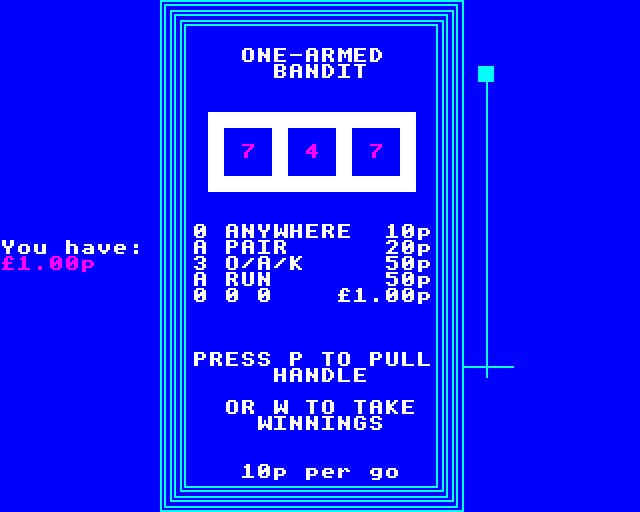 ONE-ARMED
BANDIT
7 4 7
You have:
£1.00p
0 ANYWHERE 10p
A PAIR 20p
3 O/A/K 50p
A RUN 50p
0 0 0 £1.00p
PRESS P TO PULL
HANDLE
OR W TO TAKE
WINNINGS
10p per go